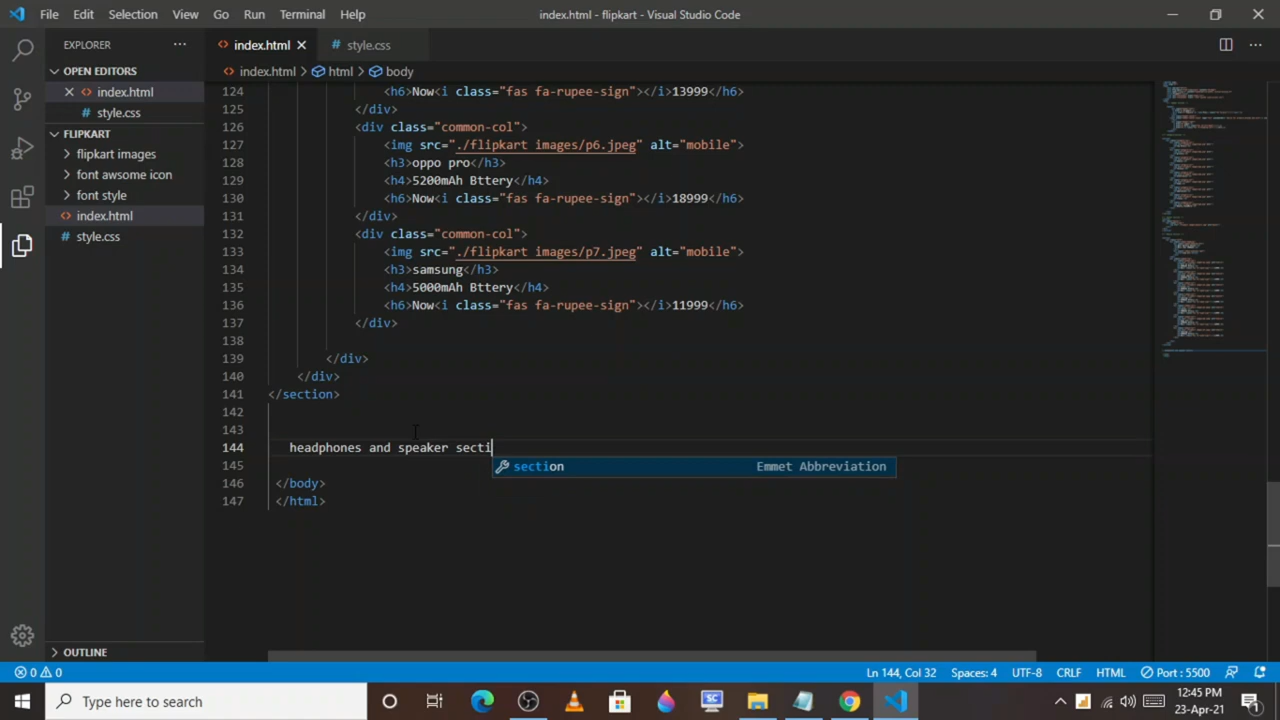 File Edit Selection View Go Run Terminal Help
index.html - flipkart - Visual Studio Code
EXPLORER
OPEN EDITORS
index.html
style.css
FLIPKART
flipkart images
font awsome icon
font style
index.html
style.css
OUTLINE
index.html
style.css
index.html > html > body
124 <h6>Now<i class="fas fa-rupee-sign"></i>13999</h6>
125 </div>
126 <div class="common-col">
127 <img src="./flipkart images/p6.jpeg" alt="mobile">
128 <h3>oppo pro</h3>
129 <h4>5200mAh Bttery</h4>
130 <h6>Now<i class="fas fa-rupee-sign"></i>18999</h6>
131 </div>
132 <div class="common-col">
133 <img src="./flipkart images/p7.jpeg" alt="mobile">
134 <h3>samsung</h3>
135 <h4>5000mAh Bttery</h4>
136 <h6>Now<i class="fas fa-rupee-sign"></i>11999</h6>
137 </div>
138
139 </div>
140 </div>
141 </section>
142
143
144 headphones and speaker secti
section Emmet Abbreviation
145
146 </body>
147 </html>
0 0
Ln 144, Col 32 Spaces: 4 UTF-8 CRLF HTML Port : 5500
Type here to search
12:45 PM
23-Apr-21